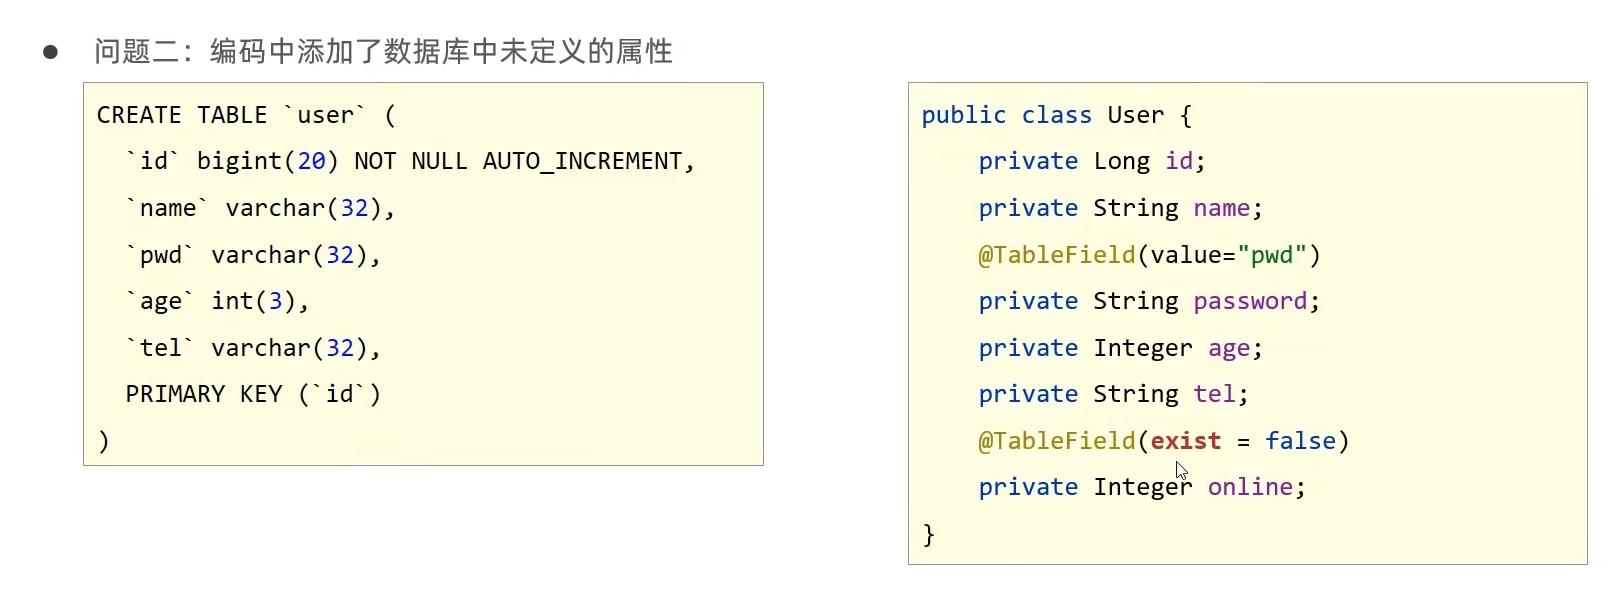 ● 问题二：编码中添加了数据库中未定义的属性
CREATE TABLE `user` (
`id` bigint(20) NOT NULL AUTO_INCREMENT,
`name` varchar(32),
`pwd` varchar(32),
`age` int(3),
`tel` varchar(32),
PRIMARY KEY (`id`)
)
public class User {
private Long id;
private String name;
@TableField(value="pwd")
private String password;
private Integer age;
private String tel;
@TableField(exist = false)
private Integer online;
}